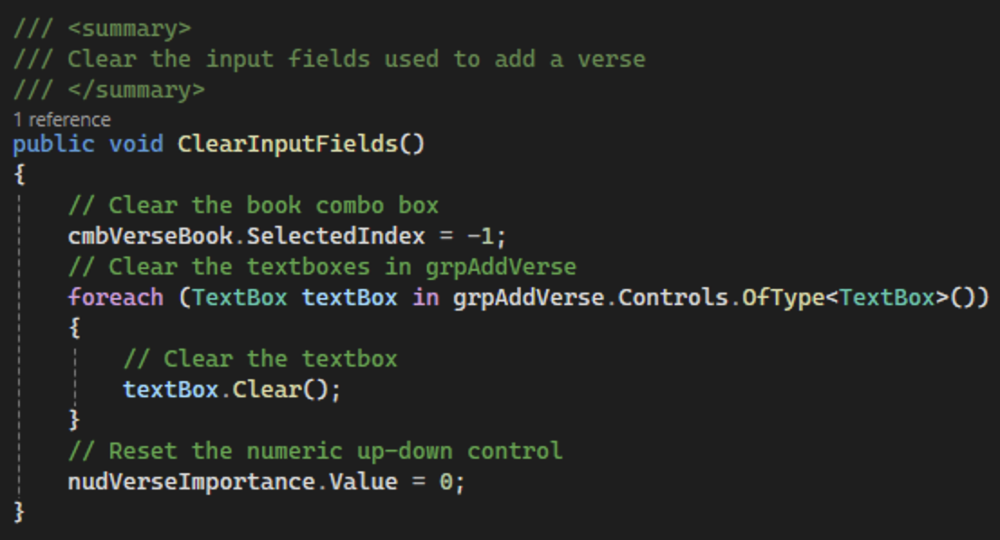 /// <summary>
/// Clear the input fields used to add a verse
/// </summary>
1 reference
public void ClearInputFields()
{
    // Clear the book combo box
    cmbVerseBook.SelectedIndex = -1;
    // Clear the textboxes in grpAddVerse
    foreach (TextBox textBox in grpAddVerse.Controls.OfType<TextBox>())
    {
        // Clear the textbox
        textBox.Clear();
    }
    // Reset the numeric up-down control
    nudVerseImportance.Value = 0;
}